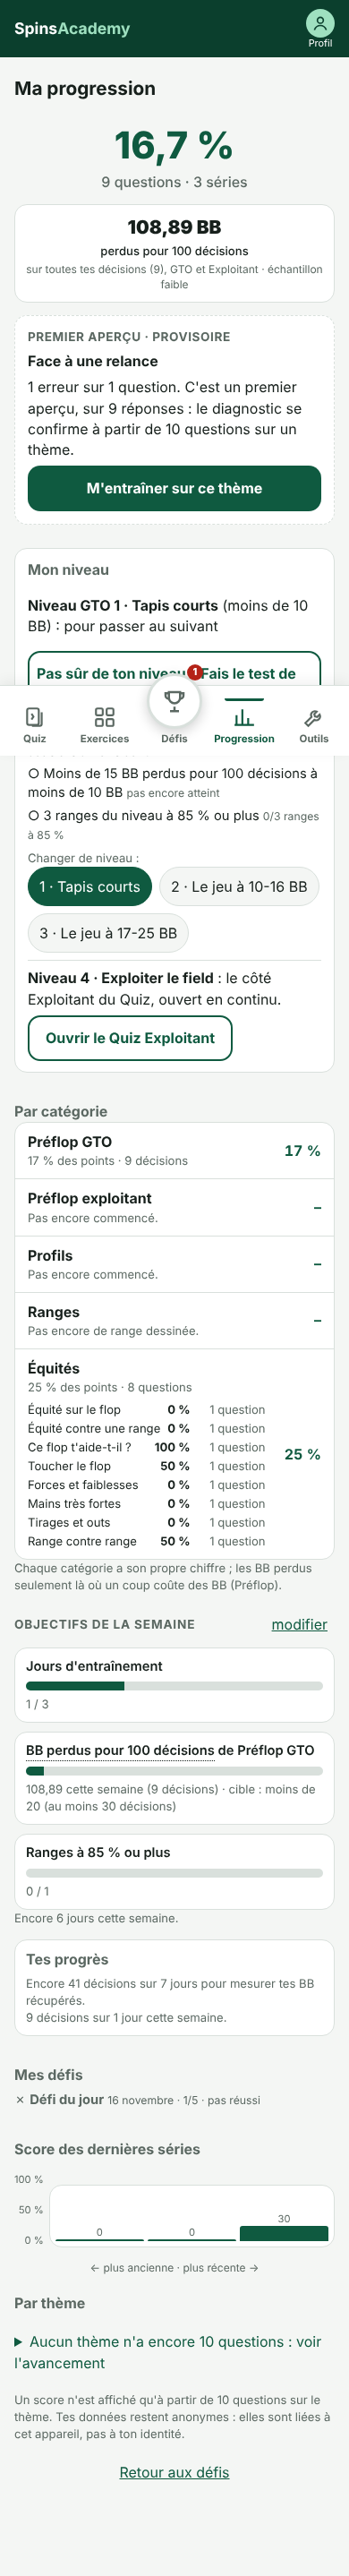 SpinsAcademy
Profil
Ma progression
16,7 %
9 questions · 3 séries
108,89 BB
perdus pour 100 décisions
sur toutes tes décisions (9), GTO et Exploitant · échantillon
faible
PREMIER APERÇU · PROVISOIRE
Face à une relance
1 erreur sur 1 question. C'est un premier
aperçu, sur 9 réponses : le diagnostic se
confirme à partir de 10 questions sur un
thème.
M'entraîner sur ce thème
Mon niveau
Niveau GTO 1 · Tapis courts (moins de 10
BB) : pour passer au suivant
Pas sûr de ton niveau Fais le test de
1
Quiz
Exercices
Défis
Progression
Outils
○ Moins de 15 BB perdus pour 100 décisions à
moins de 10 BB pas encore atteint
○ 3 ranges du niveau à 85 % ou plus 0/3 ranges
à 85 %
Changer de niveau :
1 · Tapis courts
2 · Le jeu à 10-16 BB
3 · Le jeu à 17-25 BB
Niveau 4 · Exploiter le field : le côté
Exploitant du Quiz, ouvert en continu.
Ouvrir le Quiz Exploitant
Par catégorie
Préflop GTO
17 % des points · 9 décisions
17 %
Préflop exploitant
Pas encore commencé.
–
Profils
Pas encore commencé.
–
Ranges
Pas encore de range dessinée.
–
Équités
25 % des points · 8 questions
Équité sur le flop 0 % 1 question
Équité contre une range 0 % 1 question
Ce flop t'aide-t-il ? 100 % 1 question
Toucher le flop 50 % 1 question
Forces et faiblesses 0 % 1 question
Mains très fortes 0 % 1 question
Tirages et outs 0 % 1 question
Range contre range 50 % 1 question
25 %
Chaque catégorie a son propre chiffre ; les BB perdus
seulement là où un coup coûte des BB (Préflop).
OBJECTIFS DE LA SEMAINE
modifier
Jours d'entraînement
1 / 3
BB perdus pour 100 décisions de Préflop GTO
108,89 cette semaine (9 décisions) · cible : moins de
20 (au moins 30 décisions)
Ranges à 85 % ou plus
0 / 1
Encore 6 jours cette semaine.
Tes progrès
Encore 41 décisions sur 7 jours pour mesurer tes BB
récupérés.
9 décisions sur 1 jour cette semaine.
Mes défis
× Défi du jour 16 novembre · 1/5 · pas réussi
Score des dernières séries
100 %
50 %
0 %
0
0
30
← plus ancienne · plus récente →
Par thème
▶ Aucun thème n'a encore 10 questions : voir
l'avancement
Un score n'est affiché qu'à partir de 10 questions sur le
thème. Tes données restent anonymes : elles sont liées à
cet appareil, pas à ton identité.
Retour aux défis